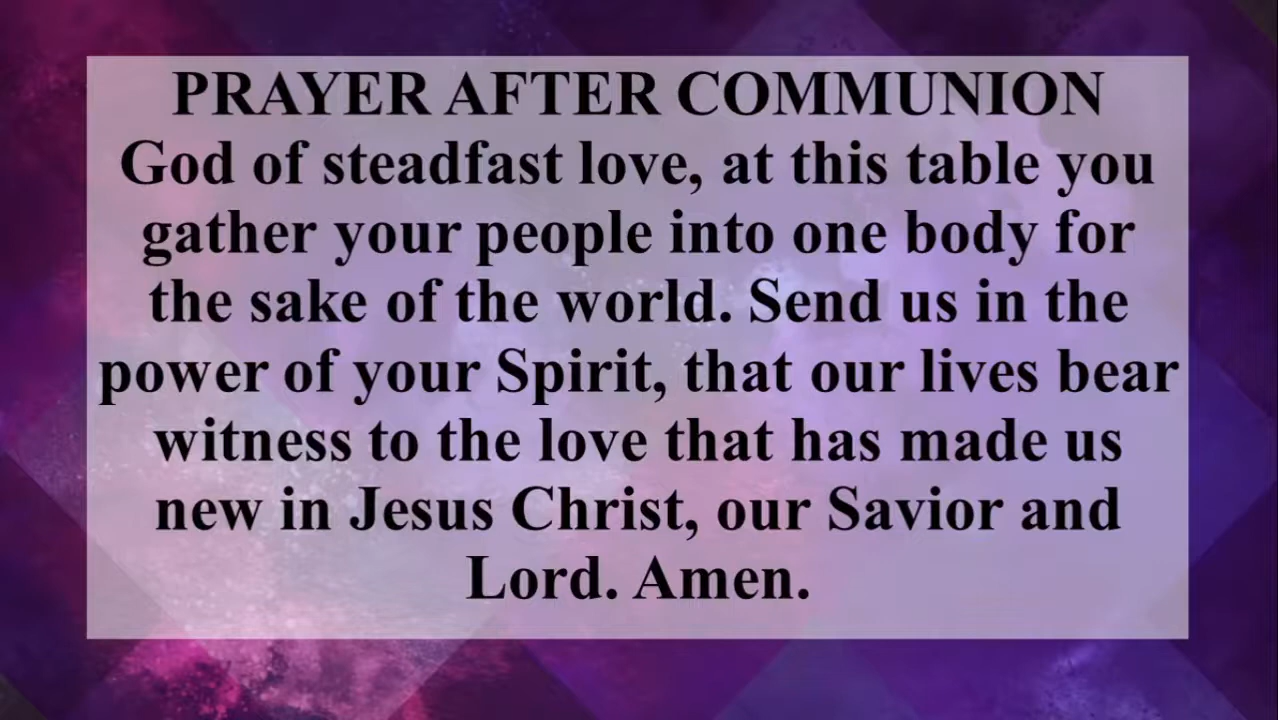 PRAYER AFTER COMMUNION
God of steadfast love, at this table you
gather your people into one body for
the sake of the world. Send us in the
power of your Spirit, that our lives bear
witness to the love that has made us
new in Jesus Christ, our Savior and
Lord. Amen.